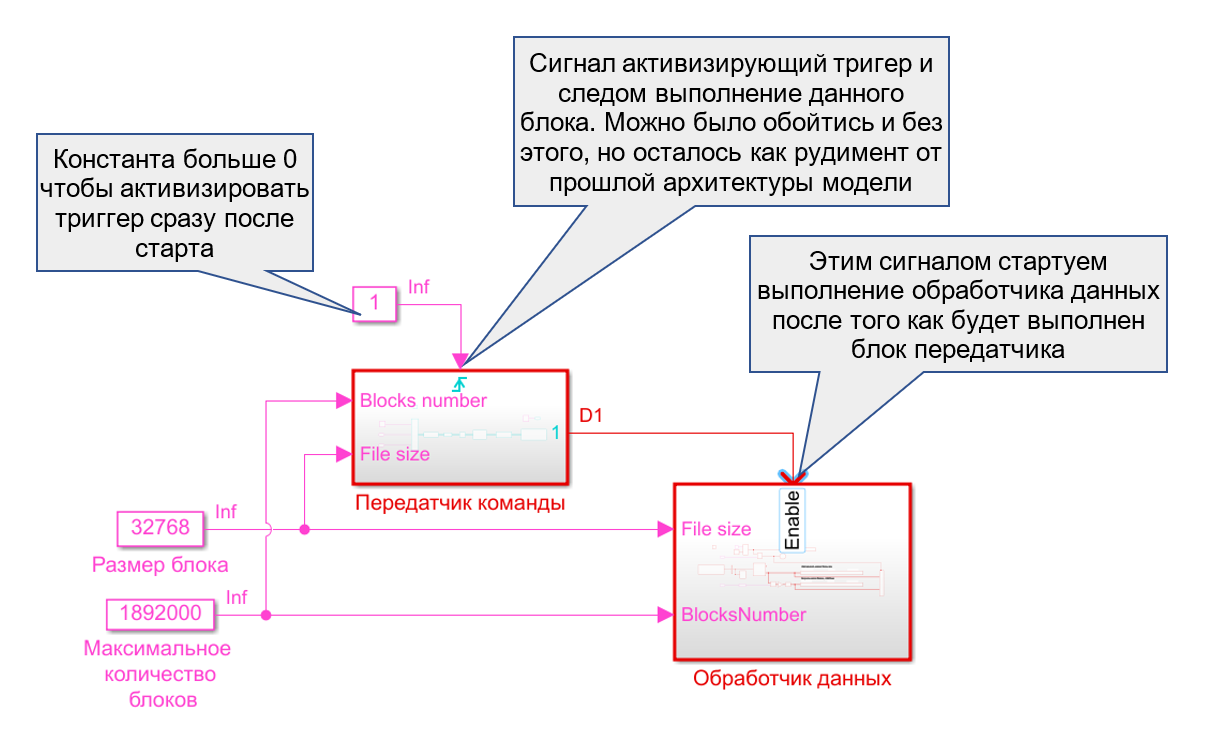 Сигнал активизирующий тригер и
следом выполнение данного
блока. Можно было обойтись и без
этого, но осталось как рудимент от
прошлой архитектуры модели
Константа больше 0
чтобы активизировать
триггер сразу после
старта
Этим сигналом стартуем
выполнение обработчика данных
после того как будет выполнен
блок передатчика
Inf
1
Blocks number
1
File size
D1
Передатчик команды
Enable
File size
BlocksNumber
Обработчик данных
Inf
32768
Размер блока
Inf
1892000
Максимальное
количество
блоков